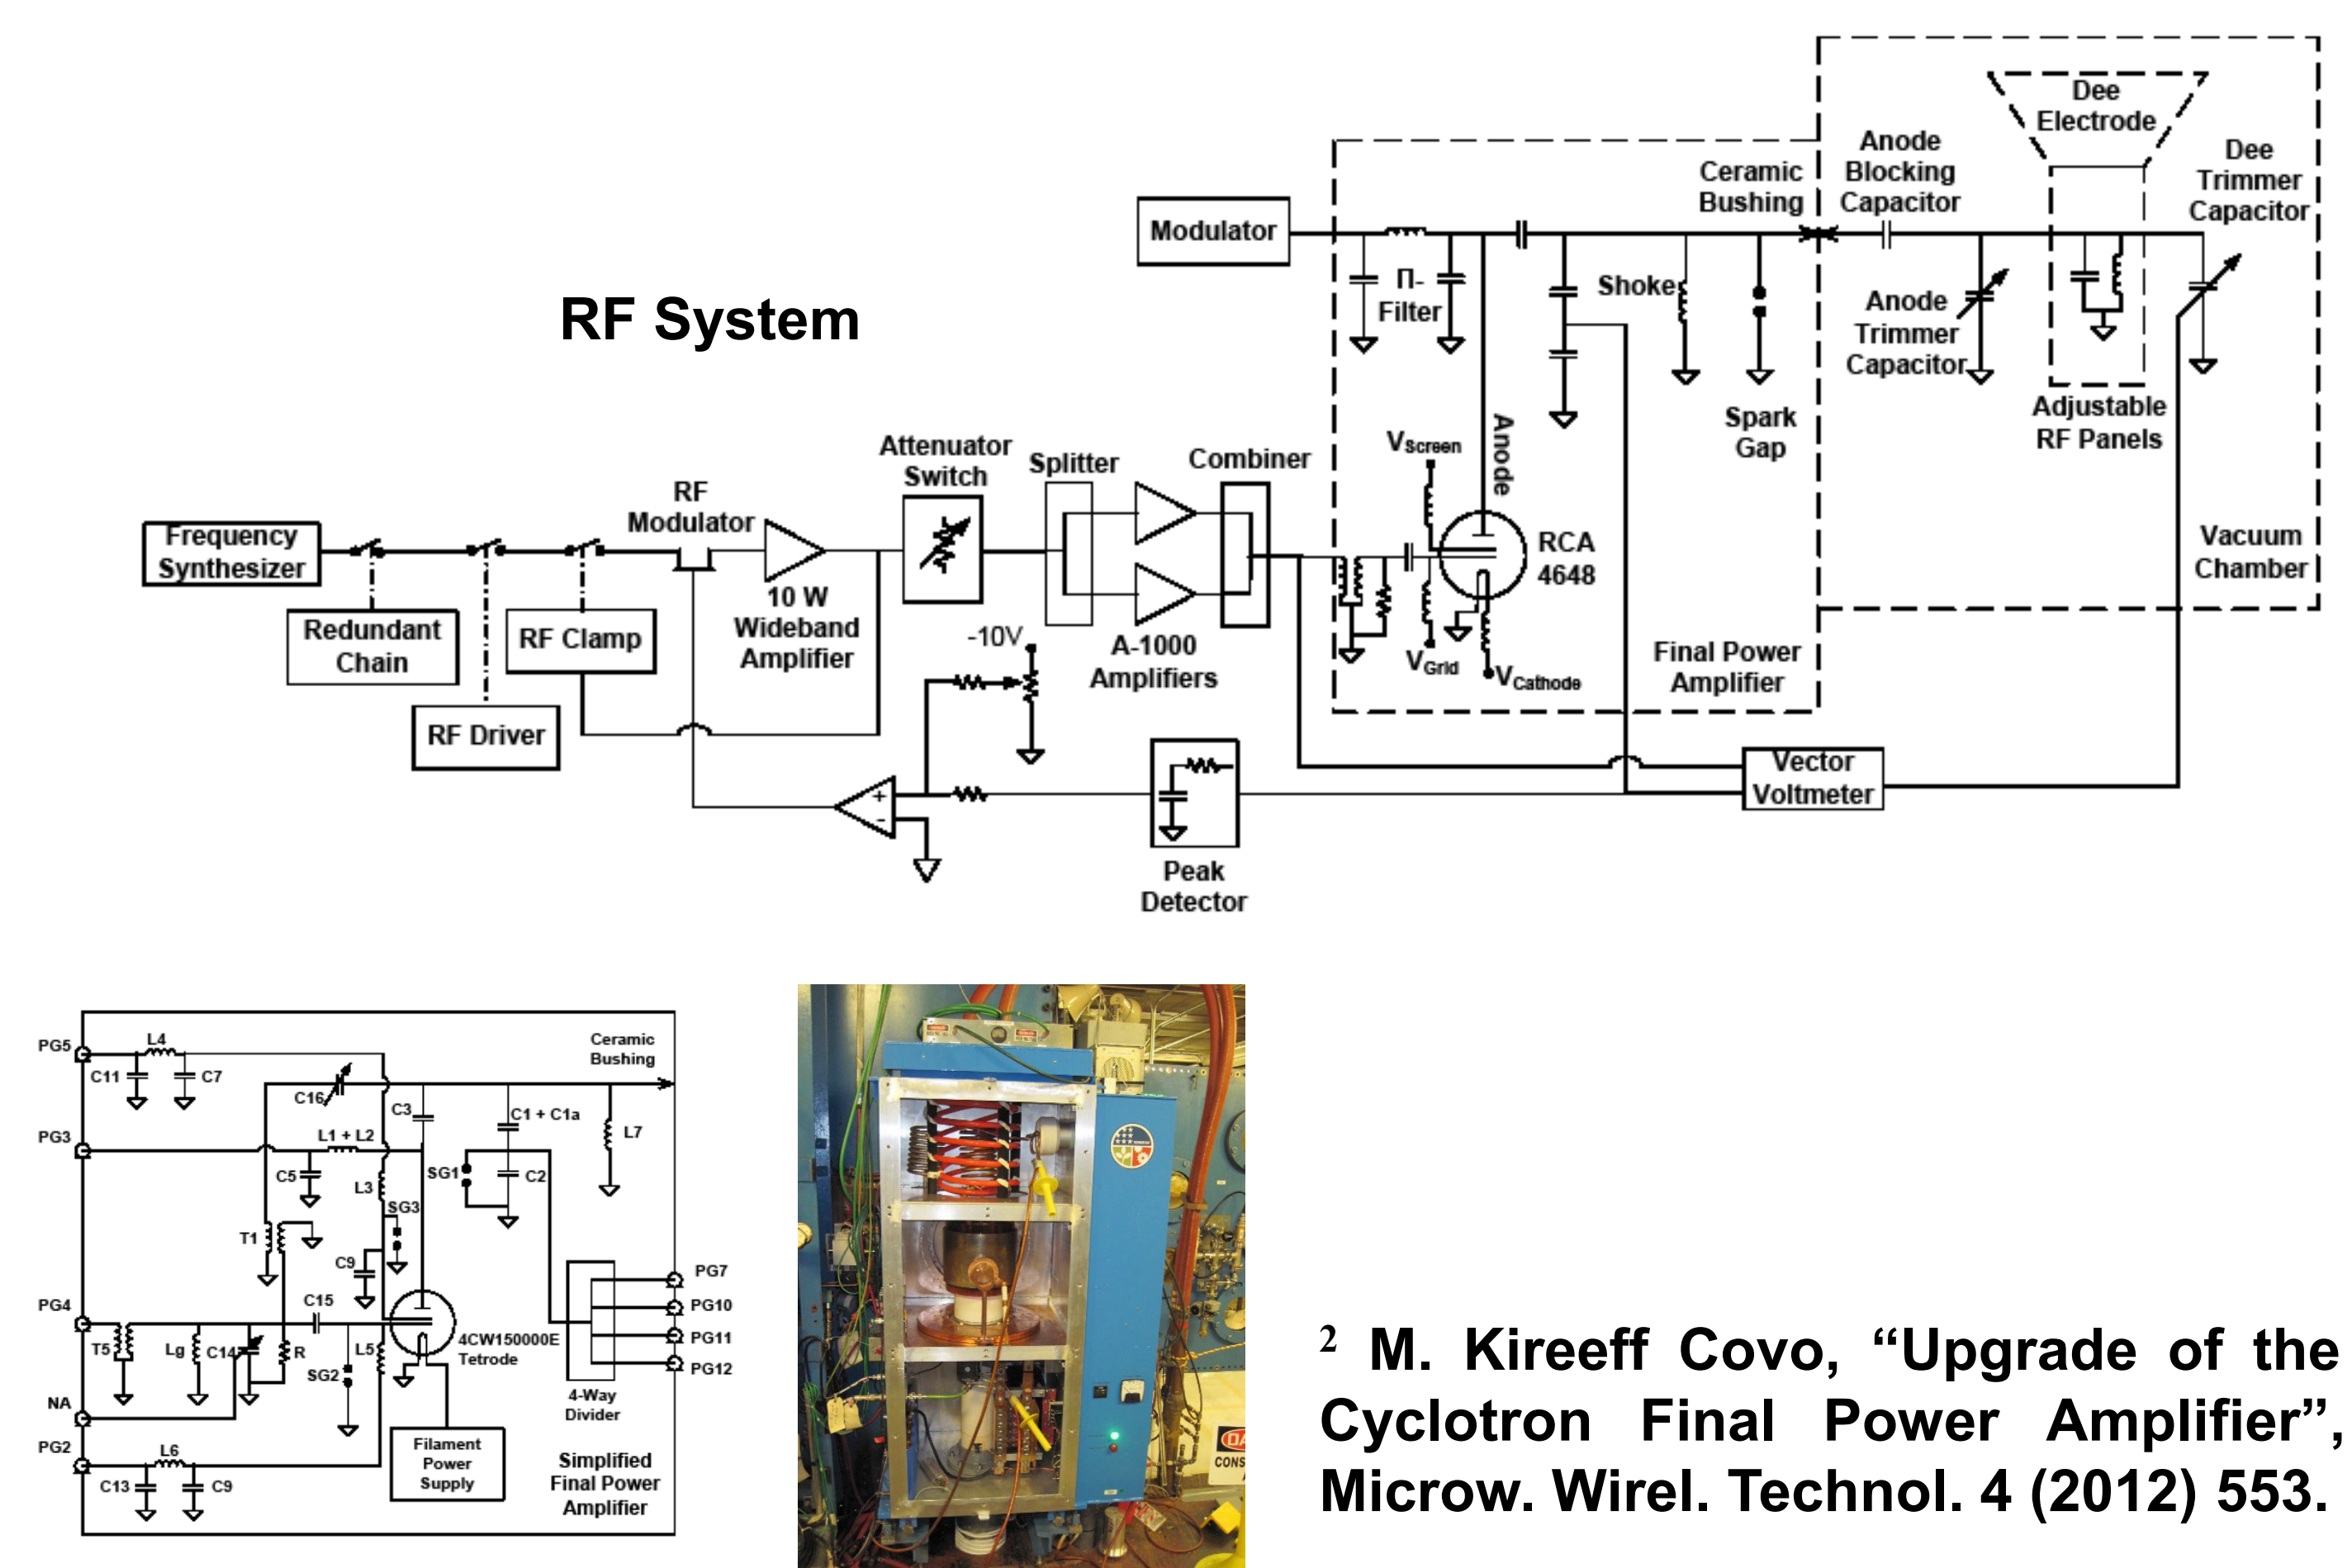 Dee
Electrode
Anode
Blocking
Capacitor
Dee
Trimmer
Capacitor
Ceramic
Bushing
Modulator
Π-
Filter
Shoke
Anode
Trimmer
Capacitor
RF System
Adjustable
RF Panels
Spark
Gap
Anode
VScreen
Attenuator
Switch
Splitter
Combiner
RF
Modulator
Frequency
Synthesizer
RCA
4648
Vacuum
Chamber
10 W
Wideband
Amplifier
Redundant
Chain
RF Clamp
-10V
A-1000
Amplifiers
VGrid
VCathode
Final Power
Amplifier
RF Driver
Vector
Voltmeter
+
-
Peak
Detector
PG5
L4
C11
C7
Ceramic
Bushing
C16
C3
C1 + C1a
L7
PG3
L1 + L2
C5
L3
SG1
C2
SG3
T1
C9
PG7
PG4
C15
PG10
T5
Lg
C14
R
L5
4CW150000E
Tetrode
PG11
SG2
PG12
4-Way
Divider
NA
PG2
L6
C13
C9
Filament
Power
Supply
Simplified
Final Power
Amplifier
CONS
2 M. Kireeff Covo, “Upgrade of the
Cyclotron Final Power Amplifier”,
Microw. Wirel. Technol. 4 (2012) 553.